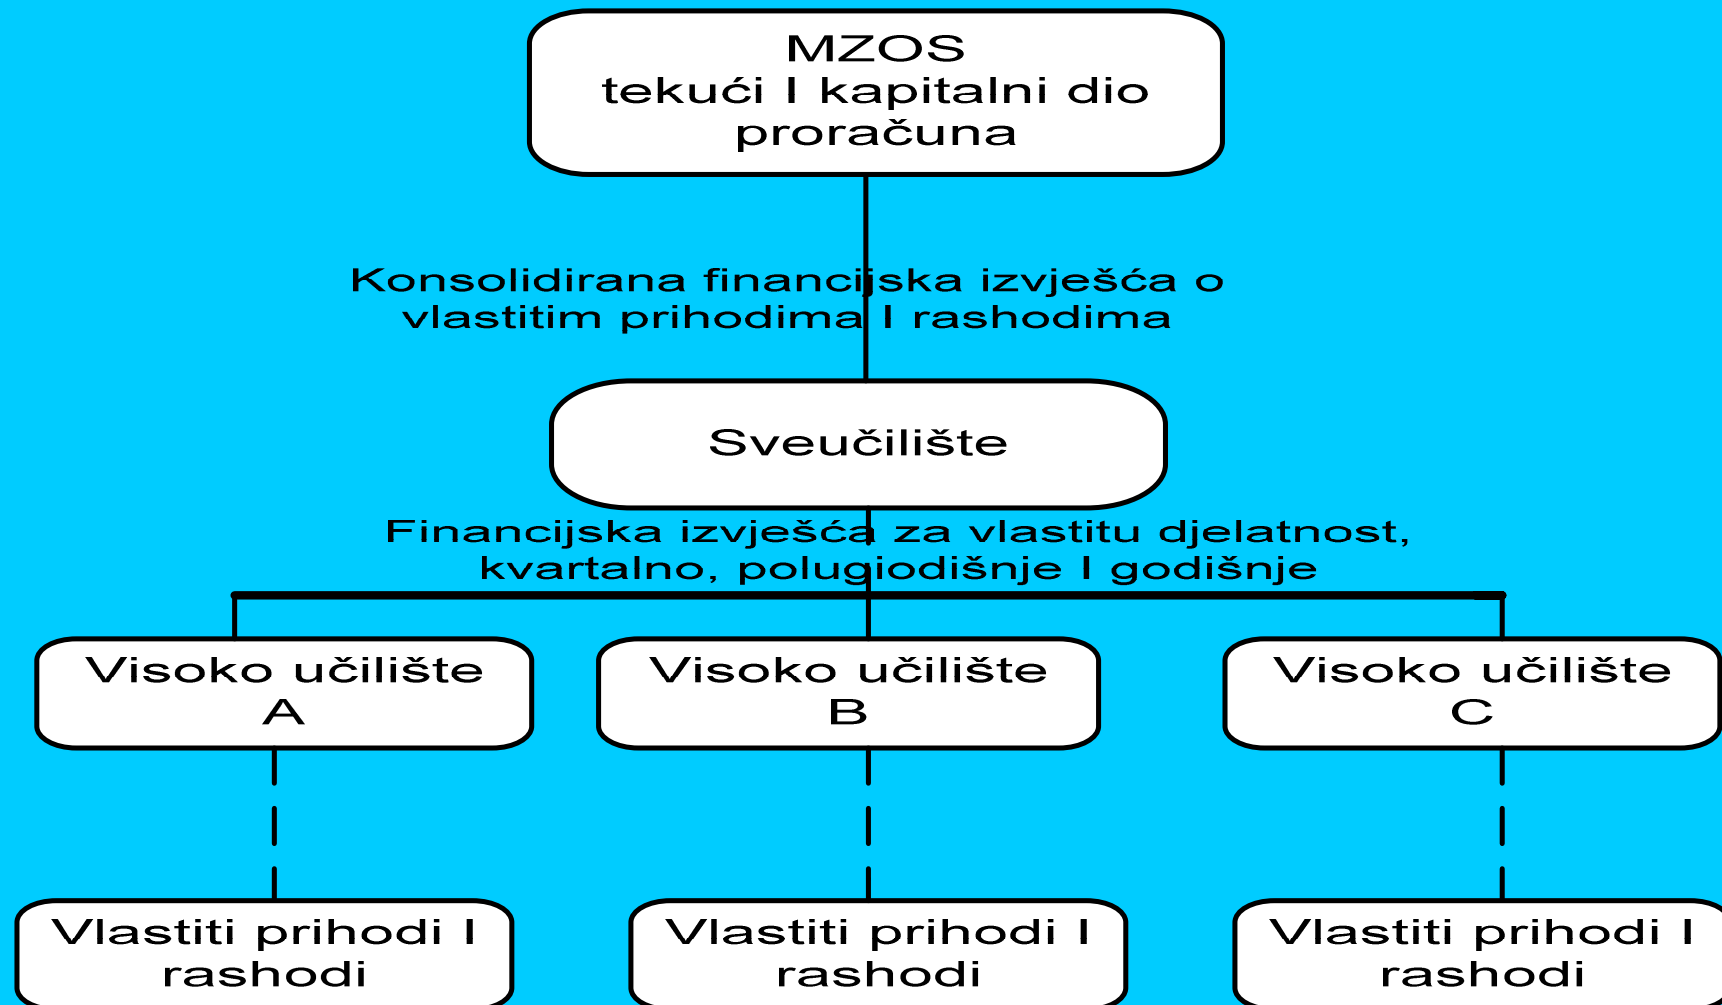 MZOS
tekući I kapitalni dio
proračuna
Konsolidirana financijska izvješća o
vlastitim prihodima I rashodima
Sveučilište
Financijska izvješća za vlastitu djelatnost,
kvartalno, polugiodišnje I godišnje
Visoko učilište
A
Visoko učilište
B
Visoko učilište
C
Vlastiti prihodi I
rashodi
Vlastiti prihodi I
rashodi
Vlastiti prihodi I
rashodi